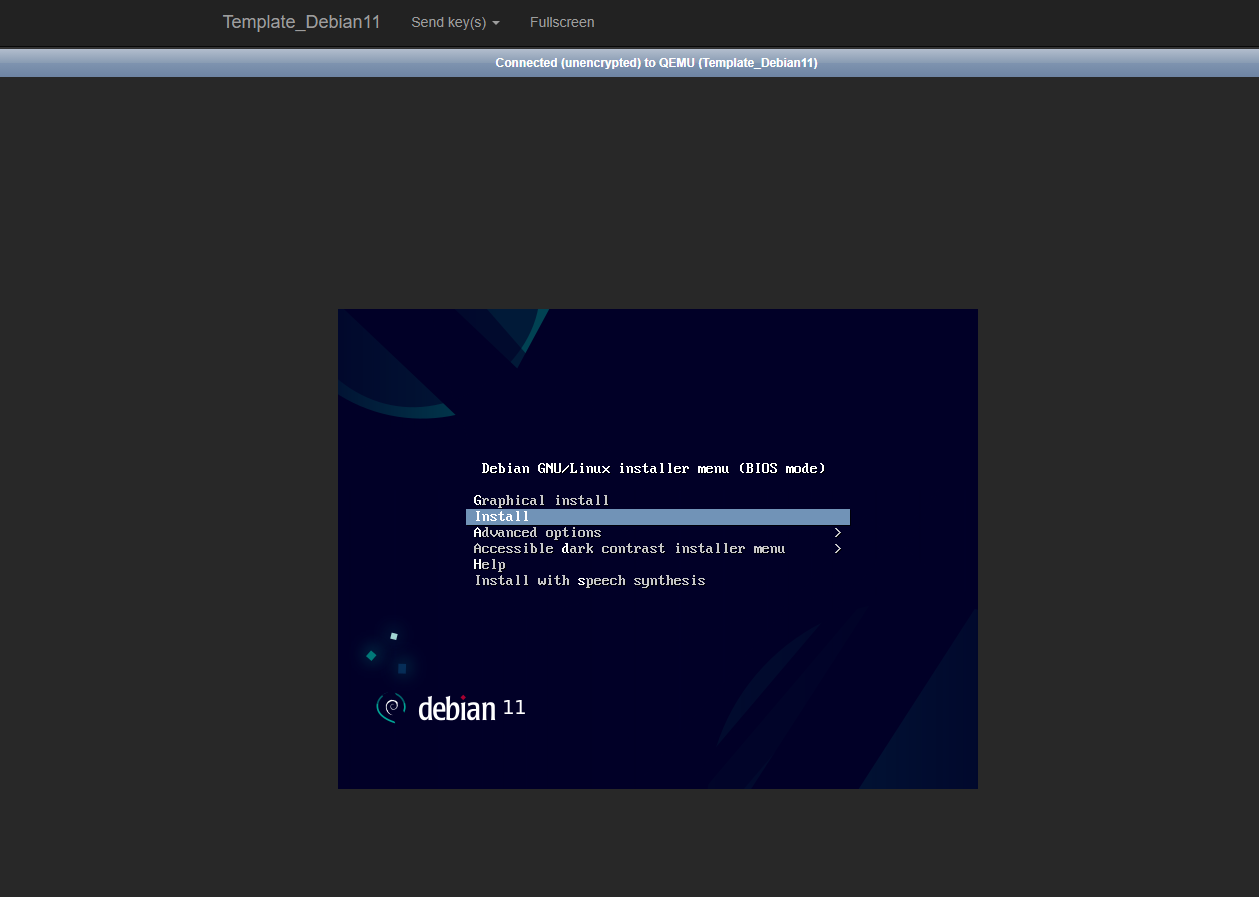 Template_Debian11 Send key(s) Fullscreen
Connected (unencrypted) to QEMU (Template_Debian11)
Debian GNU/Linux installer menu (BIOS mode)
Graphical install
Install
Advanced options >
Accessible dark contrast installer menu >
Help
Install with speech synthesis
debian 11